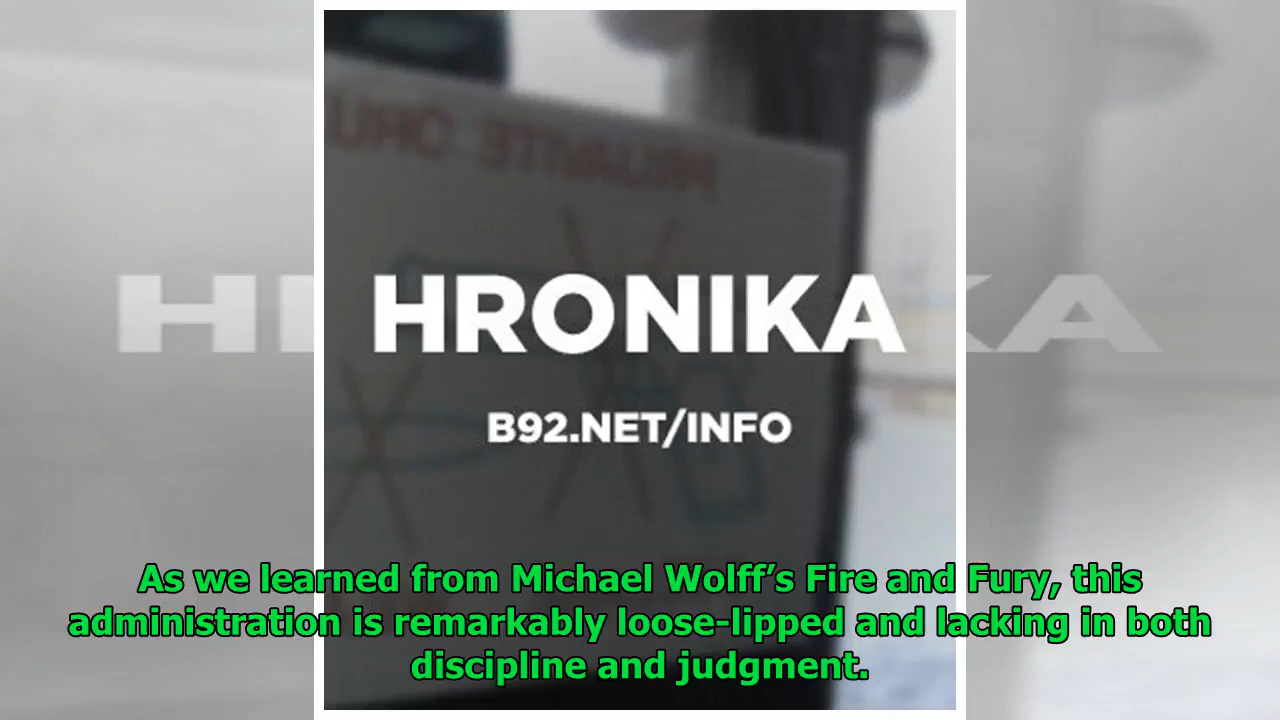 HRONIKA
B92.NET/INFO
As we learned from Michael Wolff’s Fire and Fury, this
administration is remarkably loose-lipped and lacking in both
discipline and judgment.